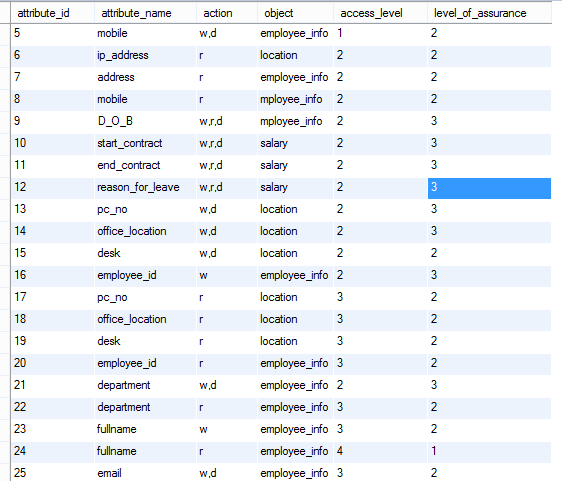 attribute_id attribute_name action object access_level level_of_assurance
5 mobile w,d employee_info 1 2
6 ip_address r location 2 2
7 address r employee_info 2 2
8 mobile r mployee_info 2 2
9 D_O_B w,r,d mployee_info 2 3
10 start_contract w,r,d salary 2 3
11 end_contract w,r,d salary 2 3
12 reason_for_leave w,r,d salary 2 3
13 pc_no w,d location 2 3
14 office_location w,d location 2 3
15 desk w,d location 2 2
16 employee_id w employee_info 2 3
17 pc_no r location 3 2
18 office_location r location 3 2
19 desk r location 3 2
20 employee_id r employee_info 3 2
21 department w,d employee_info 2 3
22 department r employee_info 3 2
23 fullname w employee_info 3 2
24 fullname r employee_info 4 1
25 email w,d employee_info 3 2